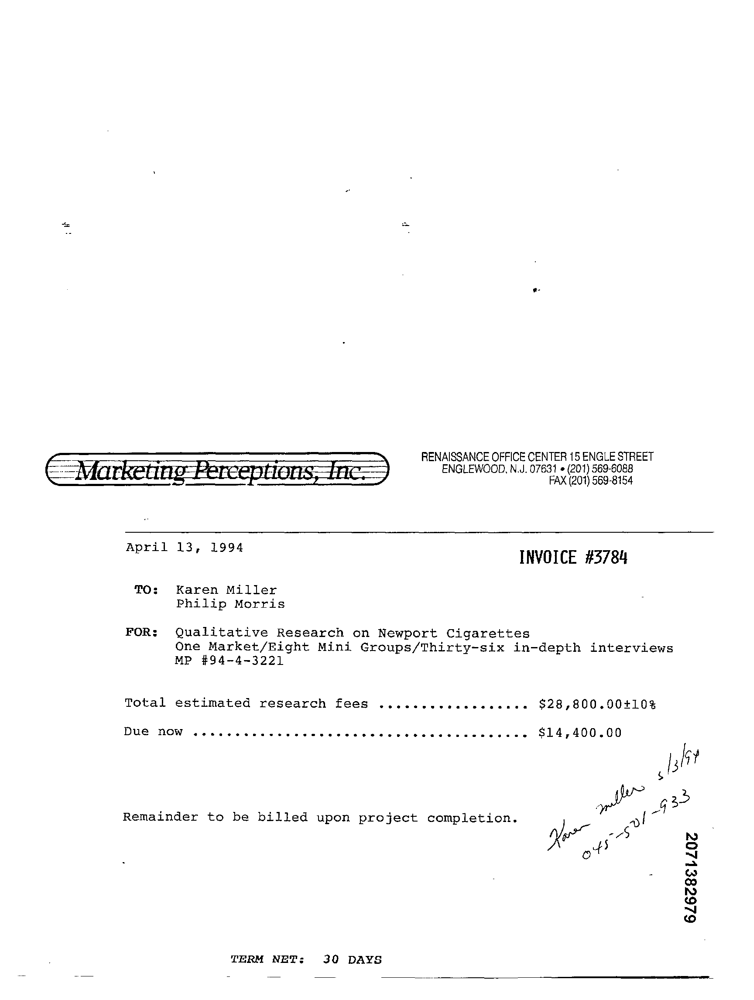 Marketing Perceptions, Inc.
RENAISSANCE OFFICE CENTER 15 ENGLE STREET
ENGLEWOOD, N.J. 07631 • (201) 569-6088
FAX (201) 569-8154
April 13, 1994
INVOICE #3784
TO: Karen Miller
Philip Morris
FOR: Qualitative Research on Newport Cigarettes
One Market/Eight Mini Groups/Thirty-six in-depth interviews
MP #94-4-3221
Total estimated research fees .................. $28,800.00±10%
Due now ....................................... $14,400.00
Remainder to be billed upon project completion.
Karen Miller 5/3/94
045-501-933
2071382979
TERM NET: 30 DAYS